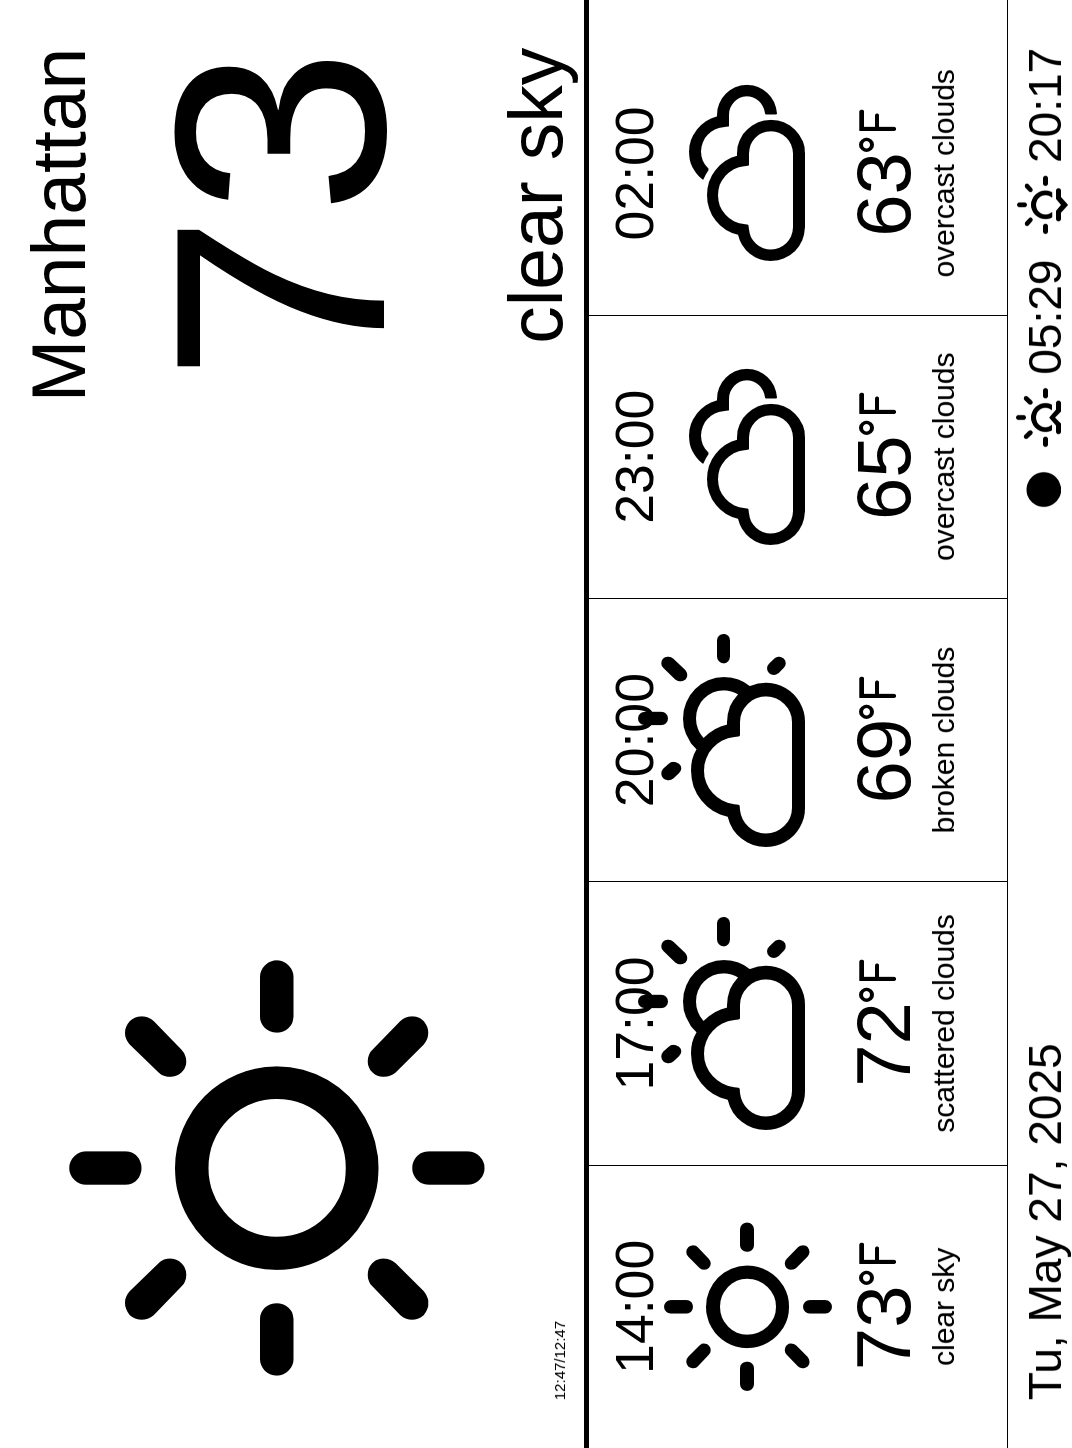 Manhattan
73
clear sky
12:47/12:47
14:00
73°F
clear sky
17:00
72°F
scattered clouds
20:00
69°F
broken clouds
23:00
65°F
overcast clouds
02:00
63°F
overcast clouds
Tu, May 27, 2025
05:29
20:17